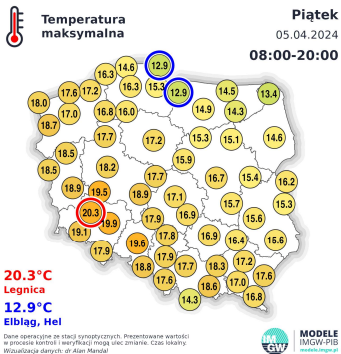 Temperatura
maksymalna
Piątek
05.04.2024
08:00-20:00
14.6 12.9
16.3
17.6 17.2 16.3 15.3 12.9 14.5 13.4
18.0
17.0 16.8 16.0 14.9 14.3
18.7
17.7 17.2 15.3 15.1 14.6
18.5 15.9
18.5 18.2 17.7 16.7 15.4 16.2
18.9 19.5 18.9 17.1 15.3
20.3 19.9 17.9 16.9 15.7 15.6
19.1 19.6 17.8 16.9 16.4 15.6
17.9 17.9
18.8 17.7 18.3 17.2
17.6 18.6 17.0 17.6
14.3 16.8
20.3°C
Legnica
12.9°C
Elbląg, Hel
Dane operacyjne ze stacji synoptycznych. Prezentowane wartości
w procesie kontroli i weryfikacji mogą ulec zmianie. Czas lokalny.
Wizualizacja danych: dr Alan Mandal
IMGW
MODELE
IMGW-PIB
modele.imgw.pl